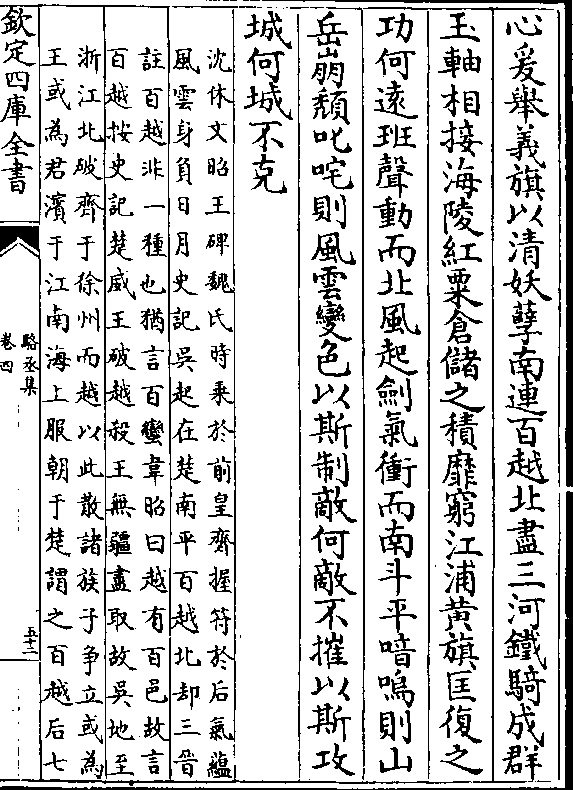 心爰舉義旗以清妖孽南連百越北盡三河鐵騎成群
玉軸相接海陵紅粟倉儲之積靡窮江浦黃旗匡復之
功何遠班聲動而北風起劍氣衝而南斗平喑嗚則山
岳崩頹叱咤則風雲變色以斯制敵何敵不摧以斯攻
城何城不克
沈休文昭王碑魏氏時乘於前皇齊握符於后氣蘊
風雲身負日月史記吳起在楚南平百越北却三晉
註百越非一種也猶言百蠻韋昭曰越有百邑故言
百越按史記楚威王破越殺王無疆盡取故吳地至
浙江北破齊于徐州而越以此散諸族子争立或為
王或為君濱于江南海上服朝于楚謂之百越后七
欽定四庫全書
駱丞集
卷四
五十二